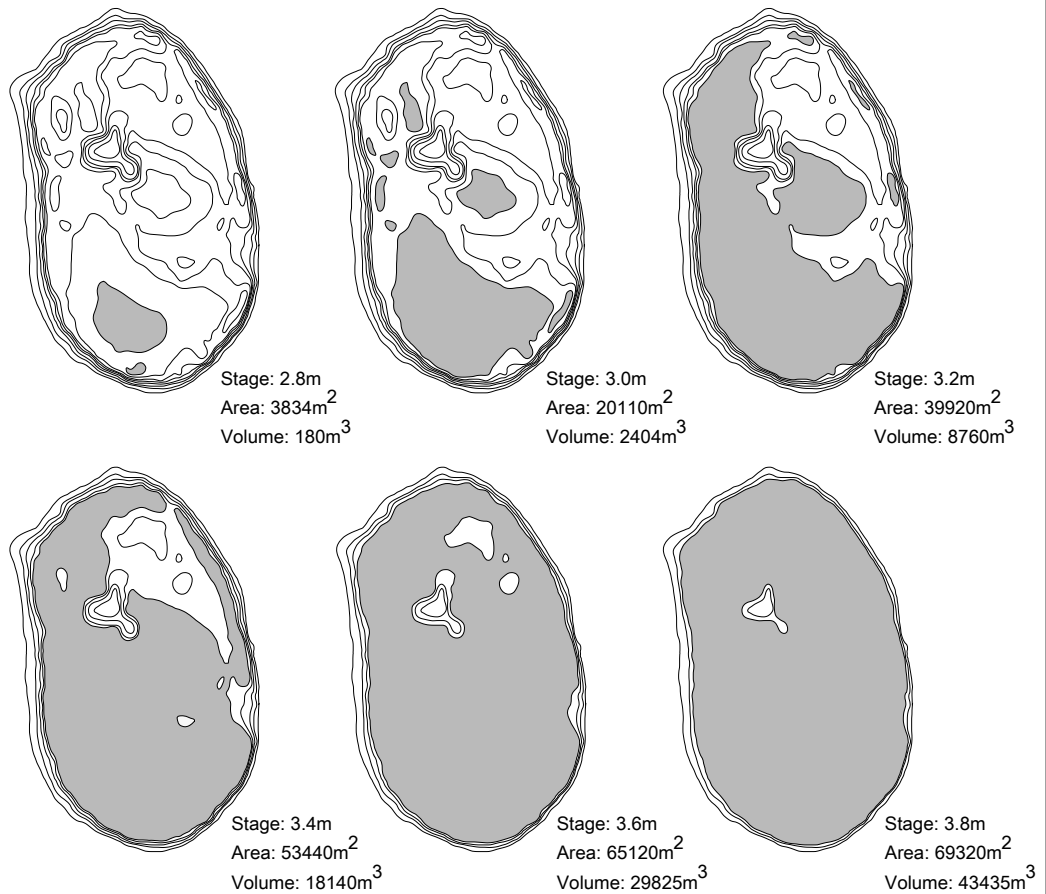 Stage: 2.8m
Area: 3834m²
Volume: 180m³
Stage: 3.0m
Area: 20110m²
Volume: 2404m³
Stage: 3.2m
Area: 39920m²
Volume: 8760m³
Stage: 3.4m
Area: 53440m²
Volume: 18140m³
Stage: 3.6m
Area: 65120m²
Volume: 29825m³
Stage: 3.8m
Area: 69320m²
Volume: 43435m³